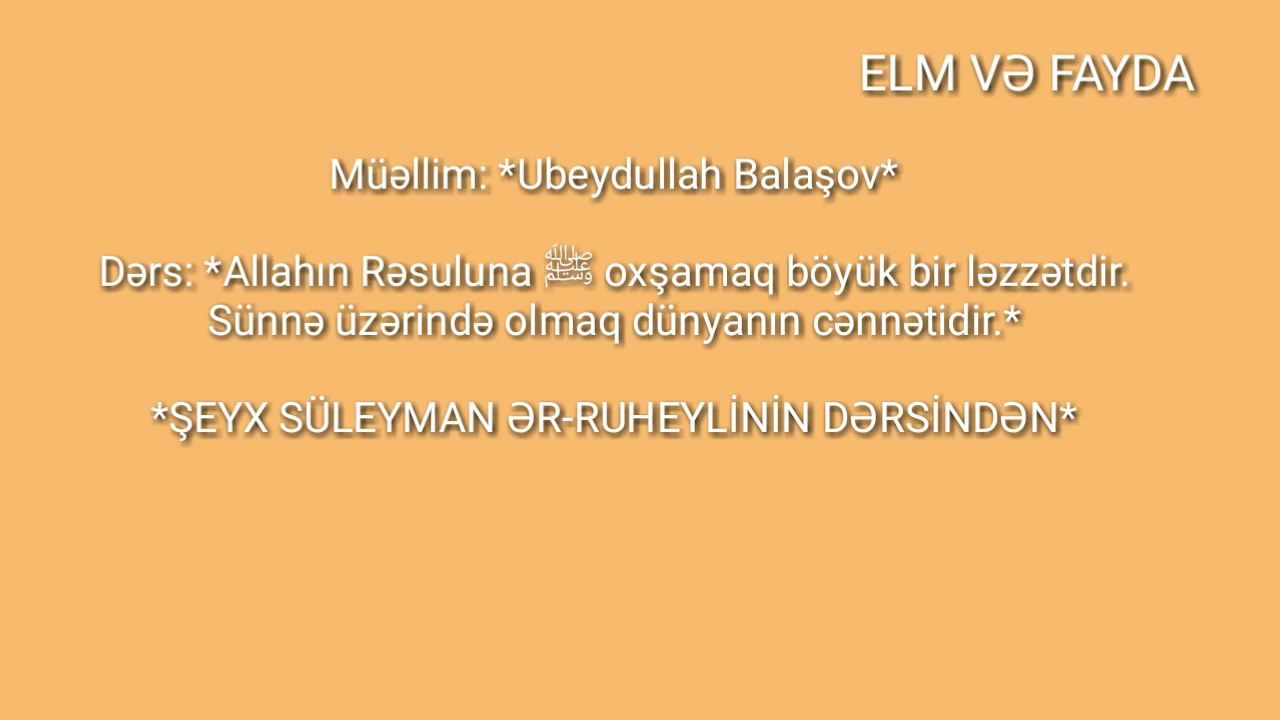 ELM VƏ FAYDA
Müəllim: *Ubeydullah Balaşov*
Dərs: *Allahın Rəsuluna ﷺ oxşamaq böyük bir ləzzətdir.
Sünnə üzərində olmaq dünyanın cənnətidir.*
*ŞEYX SÜLEYMAN ƏR-RUHEYLİNİN DƏRSİNDƏN*